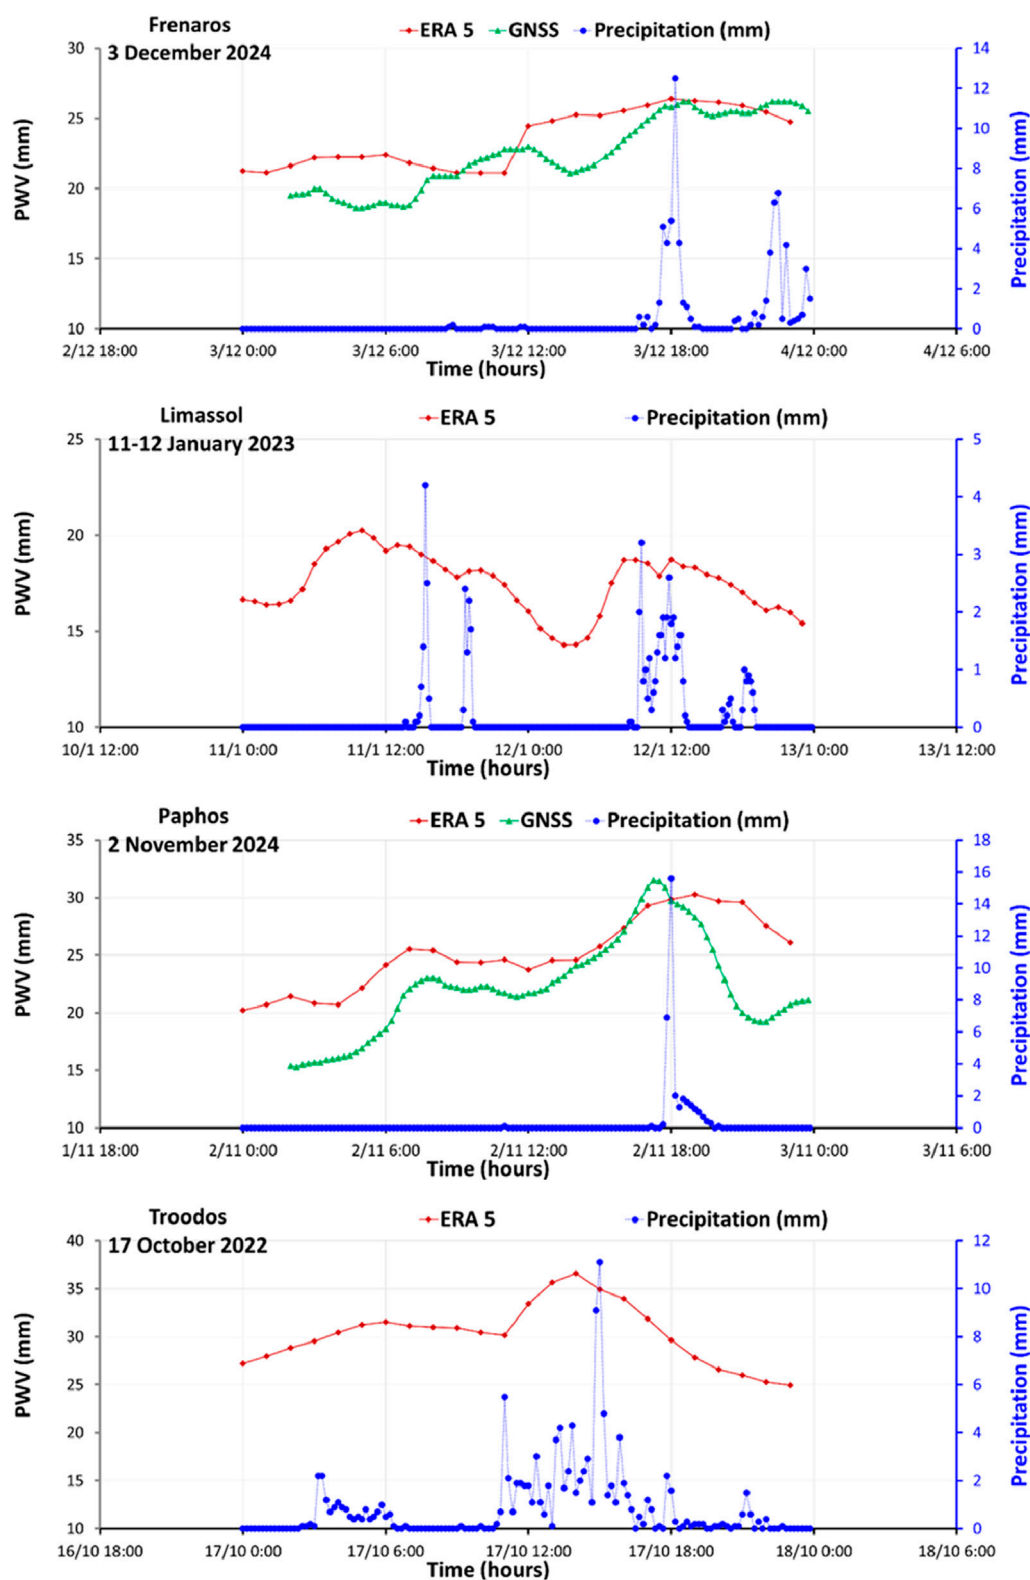 Frenaros
3 December 2024
ERA 5 GNSS Precipitation (mm)
30 14
12
25 10
8
20 6
15 4
2
10 0
PWV (mm)
Precipitation (mm)
2/12 18:00 3/12 0:00 3/12 6:00 3/12 12:00 3/12 18:00 4/12 0:00 4/12 6:00
Time (hours)
Limassol
11-12 January 2023
ERA 5 Precipitation (mm)
25 5
4
20 3
15 2
1
10 0
PWV (mm)
Precipitation (mm)
10/1 12:00 11/1 0:00 11/1 12:00 12/1 0:00 12/1 12:00 13/1 0:00 13/1 12:00
Time (hours)
Paphos
2 November 2024
ERA 5 GNSS Precipitation (mm)
35 18
16
30 14
12
25 10
20 8
6
15 4
2
10 0
PWV (mm)
Precipitation (mm)
1/11 18:00 2/11 0:00 2/11 6:00 2/11 12:00 2/11 18:00 3/11 0:00 3/11 6:00
Time (hours)
Troodos
17 October 2022
ERA 5 Precipitation (mm)
40 12
35 10
30 8
25 6
20 4
15 2
10 0
PWV (mm)
Precipitation (mm)
16/10 18:00 17/10 0:00 17/10 6:00 17/10 12:00 17/10 18:00 18/10 0:00 18/10 6:00
Time (hours)